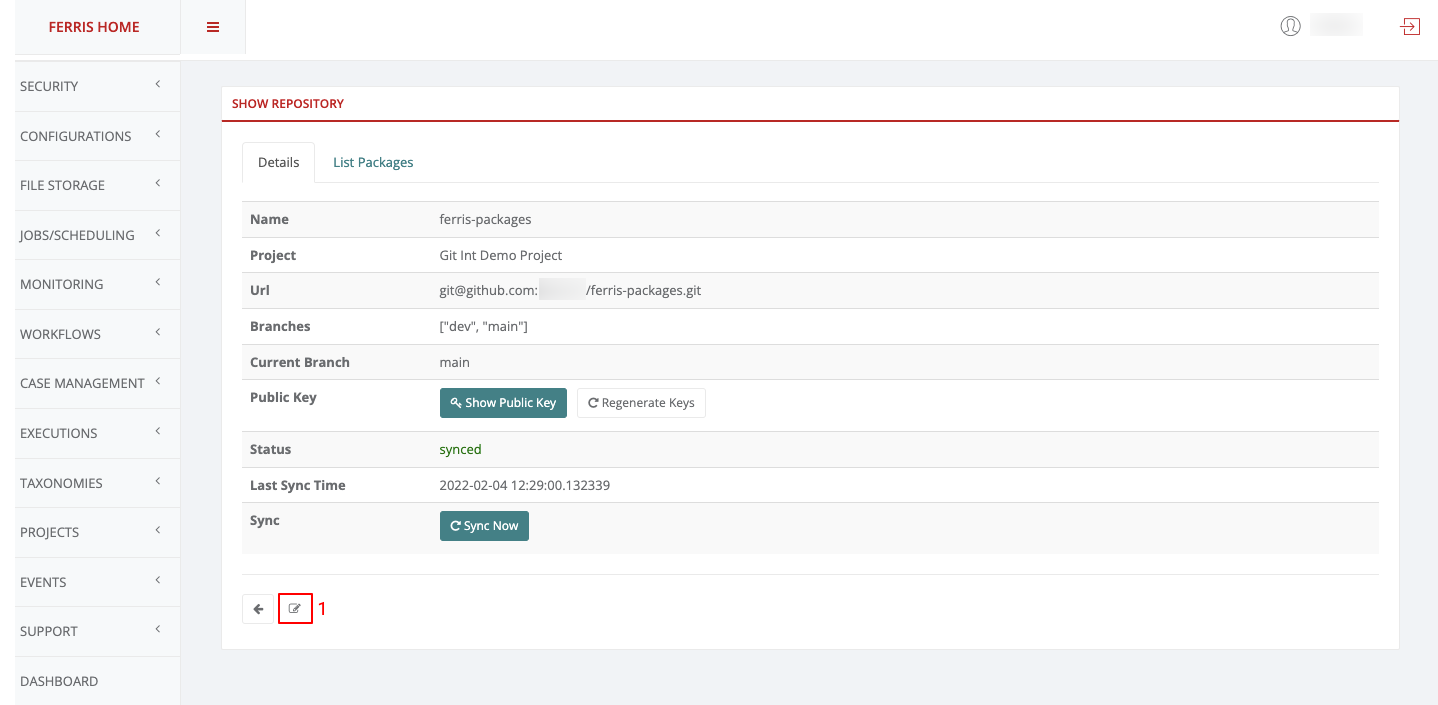 FERRIS HOME
SECURITY
CONFIGURATIONS
FILE STORAGE
JOBS/SCHEDULING
MONITORING
WORKFLOWS
CASE MANAGEMENT
EXECUTIONS
TAXONOMIES
PROJECTS
EVENTS
SUPPORT
DASHBOARD
SHOW REPOSITORY
Details List Packages
Name ferris-packages
Project Git Int Demo Project
Url git@github.com: /ferris-packages.git
Branches ["dev", "main"]
Current Branch main
Public Key Show Public Key Regenerate Keys
Status synced
Last Sync Time 2022-02-04 12:29:00.132339
Sync Sync Now
1